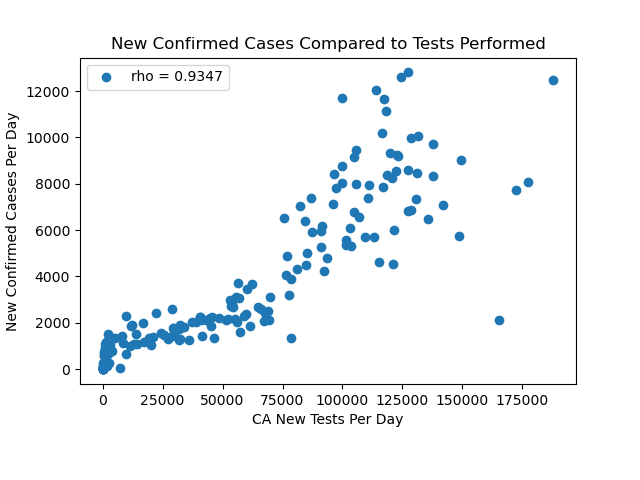 New Confirmed Cases Compared to Tests Performed
rho = 0.9347
12000
10000
8000
6000
4000
2000
0
New Confirmed Caeses Per Day
0 25000 50000 75000 100000 125000 150000 175000
CA New Tests Per Day